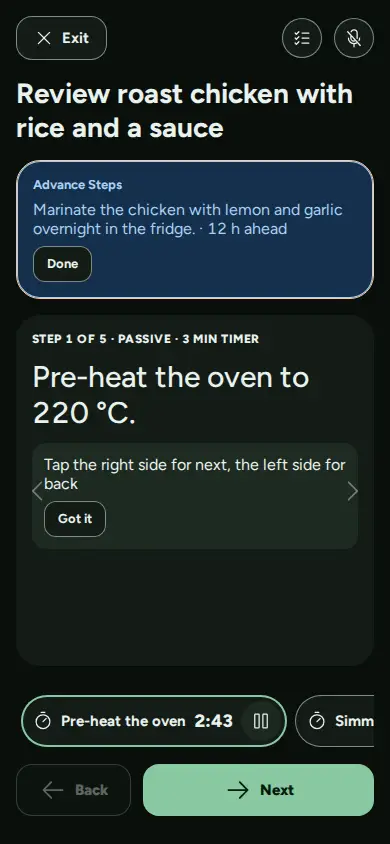 Exit
Review roast chicken with
rice and a sauce
Advance Steps
Marinate the chicken with lemon and garlic
overnight in the fridge. · 12 h ahead
Done
STEP 1 OF 5 · PASSIVE · 3 MIN TIMER
Pre-heat the oven to
220 °C.
Tap the right side for next, the left side for
back
Got it
Pre-heat the oven 2:43
Simm
Back
Next